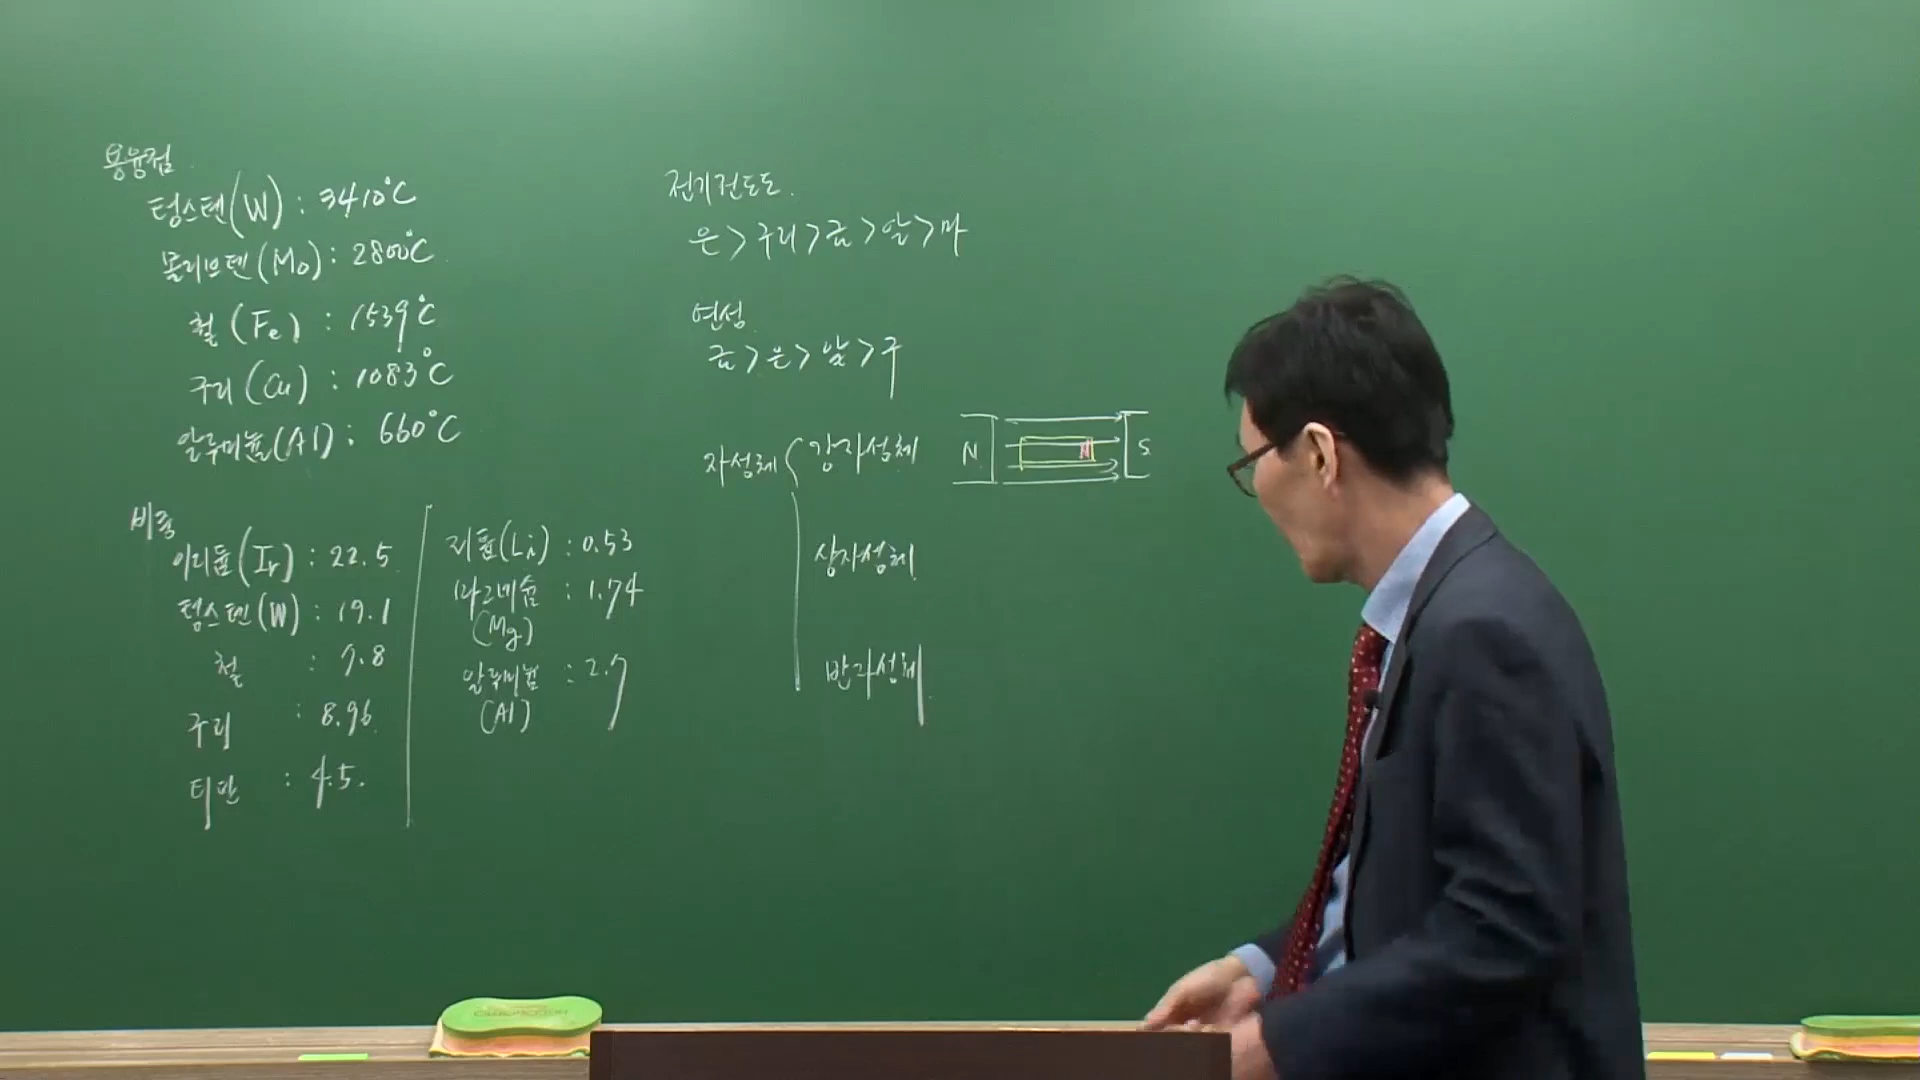 용융점
텅스텐(W) : 3410°C
몰리브덴(Mo) : 2800°C
철(Fe) : 1539°C
구리(Cu) : 1083°C
알루미늄(Al) : 660°C
비중
이리듐(Ir) : 22.5
텅스텐(W) : 19.1
철 : 7.8
구리 : 8.96
티탄 : 4.5.
리튬(Li) : 0.53
마그네슘 : 1.74
(Mg)
알루미늄 : 2.7
(Al)
전기전도도.
은>구리>금>알>마
연성
금>은>알>구
자성체
강자성체
N N S
상자성체
반자성체